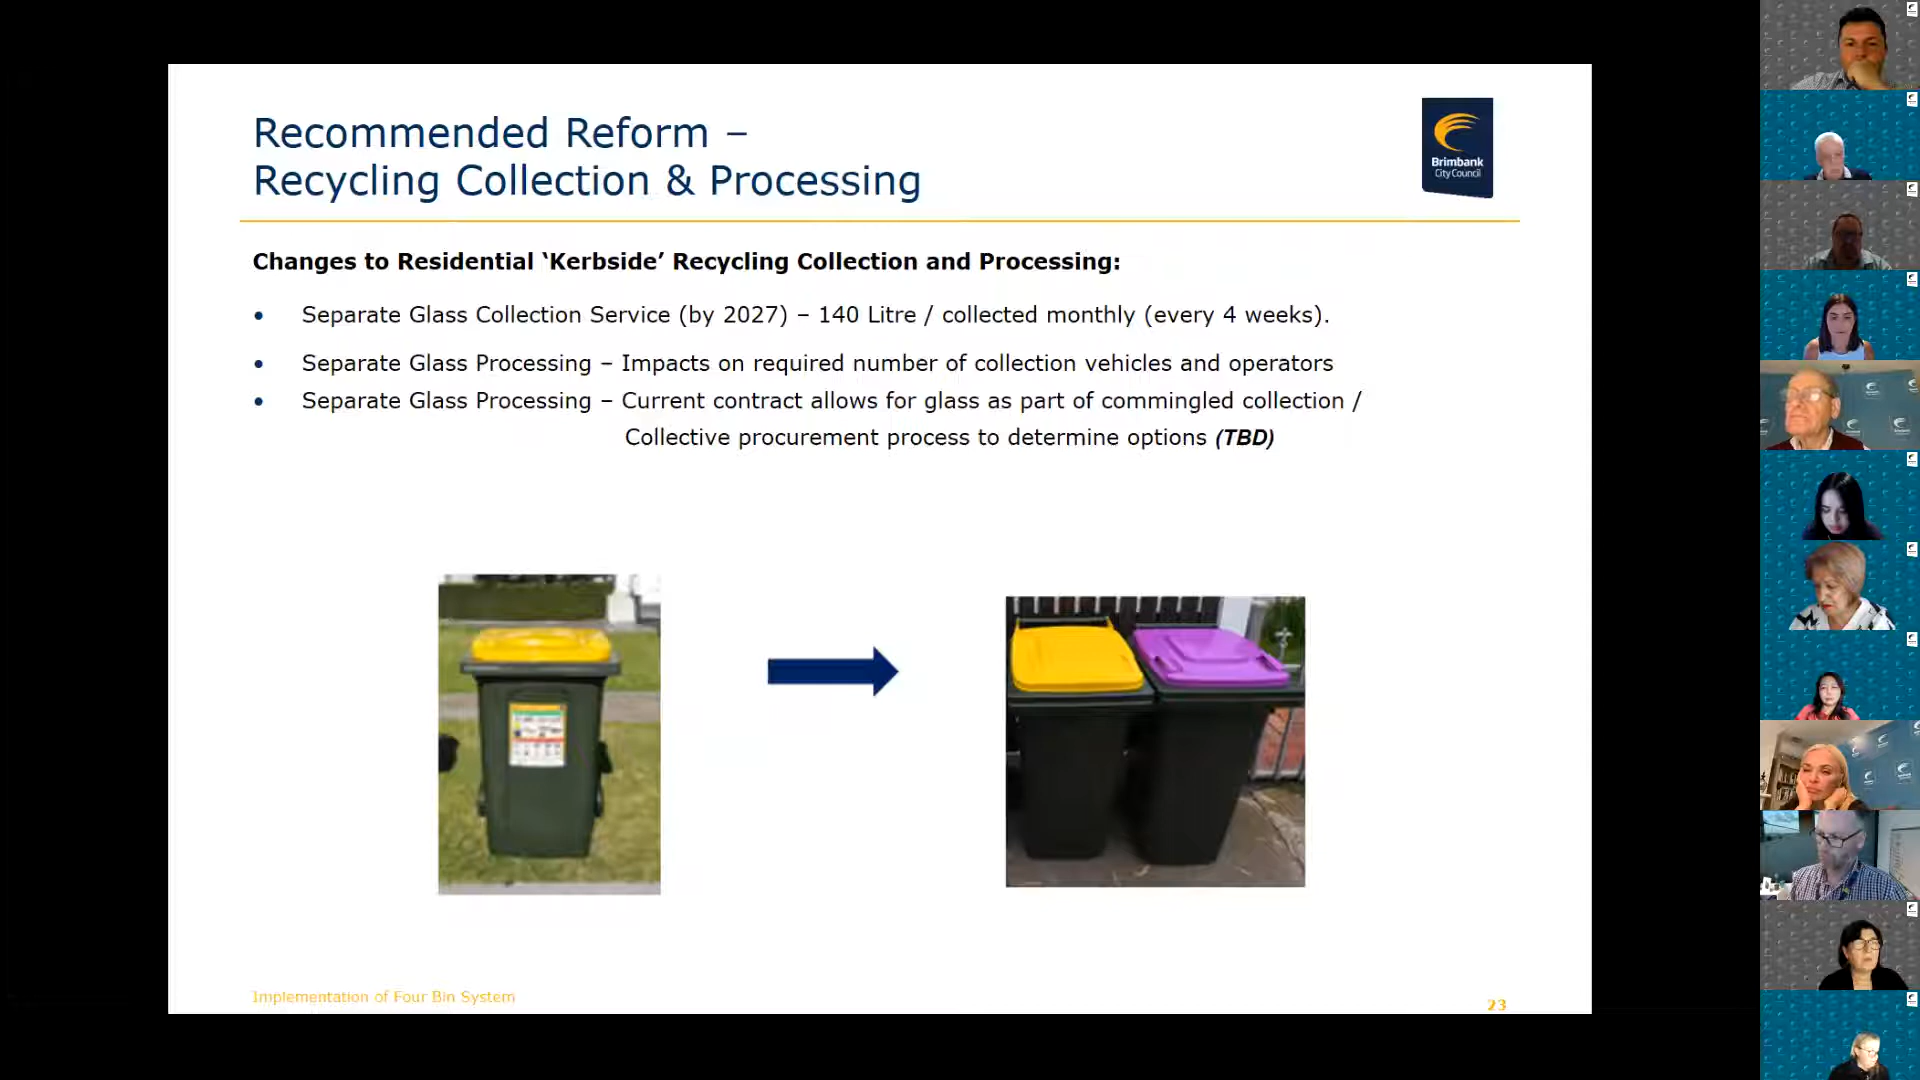 Recommended Reform –
Recycling Collection & Processing
Brimbank
City Council
Changes to Residential ‘Kerbside’ Recycling Collection and Processing:
• Separate Glass Collection Service (by 2027) – 140 Litre / collected monthly (every 4 weeks).
• Separate Glass Processing – Impacts on required number of collection vehicles and operators
• Separate Glass Processing – Current contract allows for glass as part of commingled collection /
Collective procurement process to determine options (TBD)
Implementation of Four Bin System
23